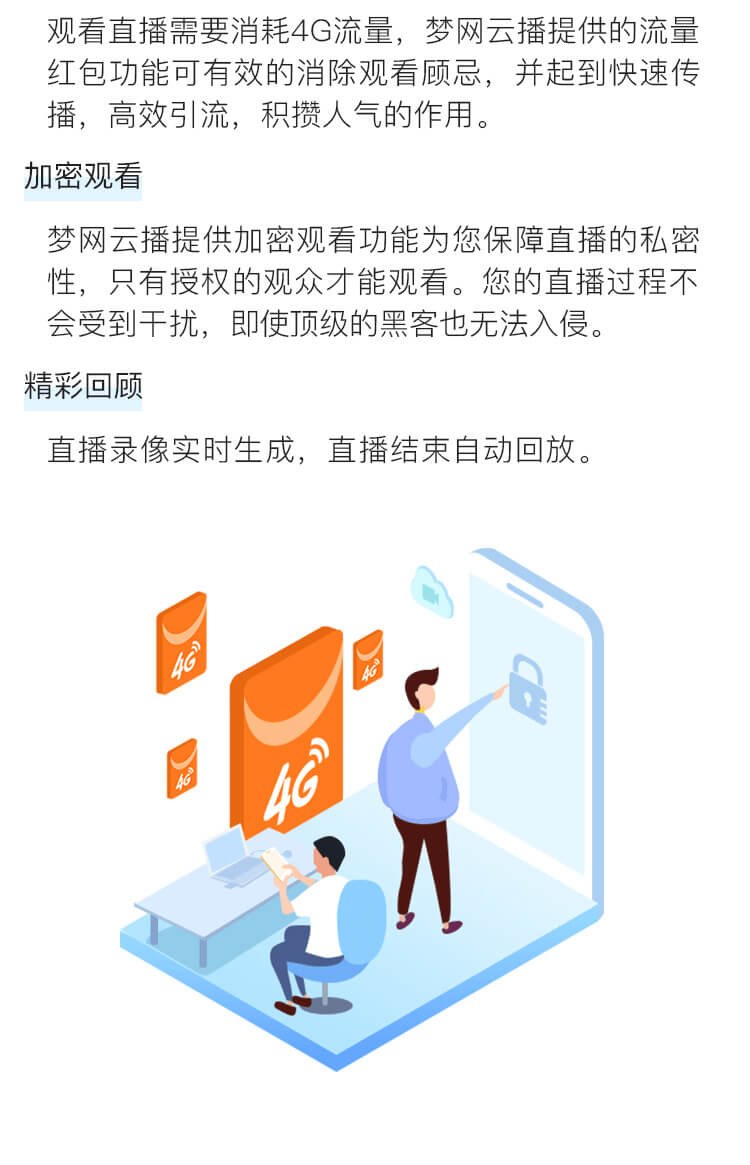 观看直播需要消耗4G流量，梦网云播提供的流量
红包功能可有效的消除观看顾忌，并起到快速传
播，高效引流，积攒人气的作用。
加密观看
梦网云播提供加密观看功能为您保障直播的私密
性，只有授权的观众才能观看。您的直播过程不
会受到干扰，即使顶级的黑客也无法入侵。
精彩回顾
直播录像实时生成，直播结束自动回放。
4G
4G
4G
4G